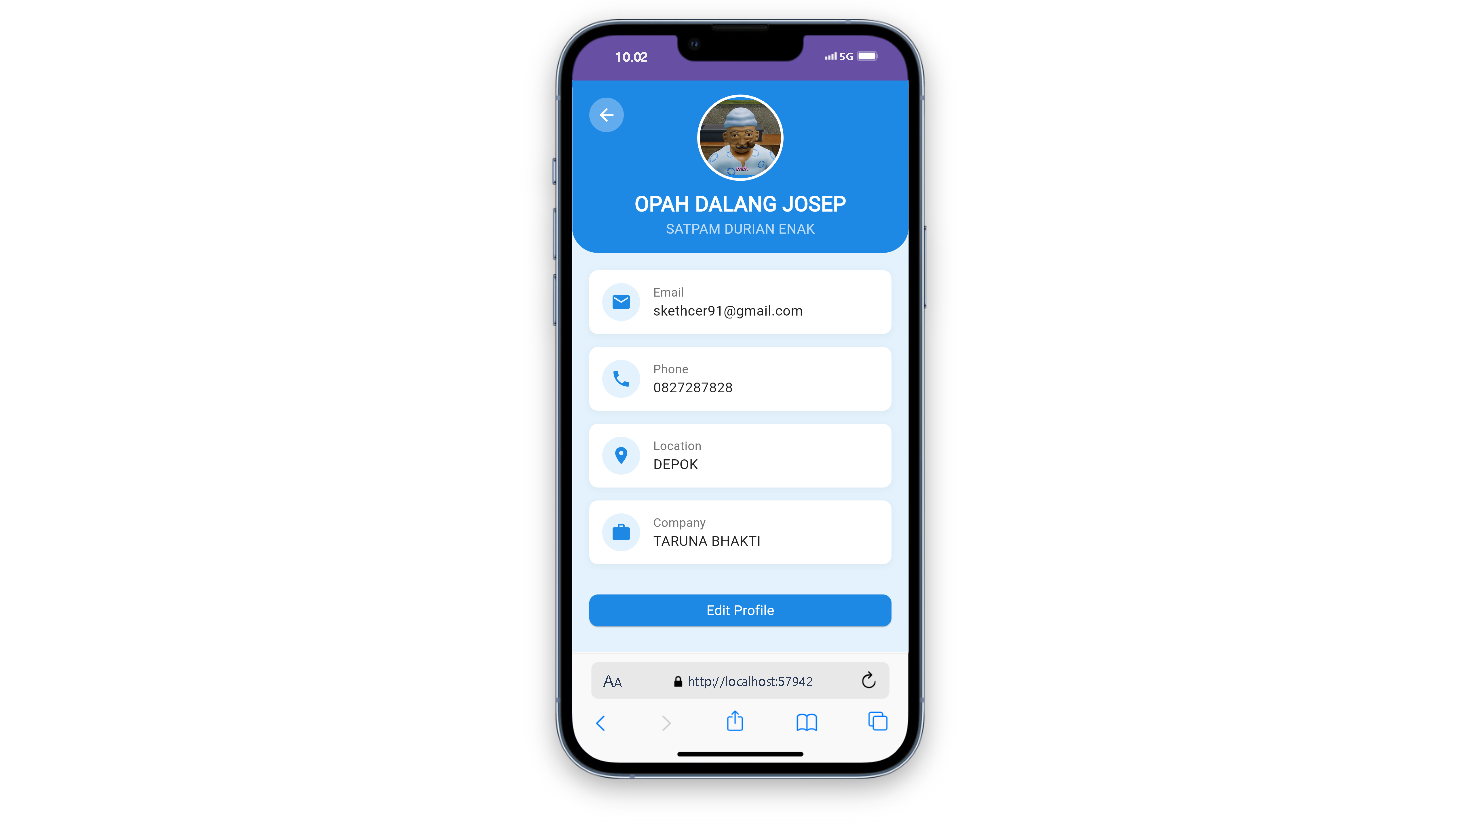 10.02
5G
OPAH DALANG JOSEP
SATPAM DURIAN ENAK
Email
skethcer91@gmail.com
Phone
0827287828
Location
DEPOK
Company
TARUNA BHAKTI
Edit Profile
AA http://localhost:57942